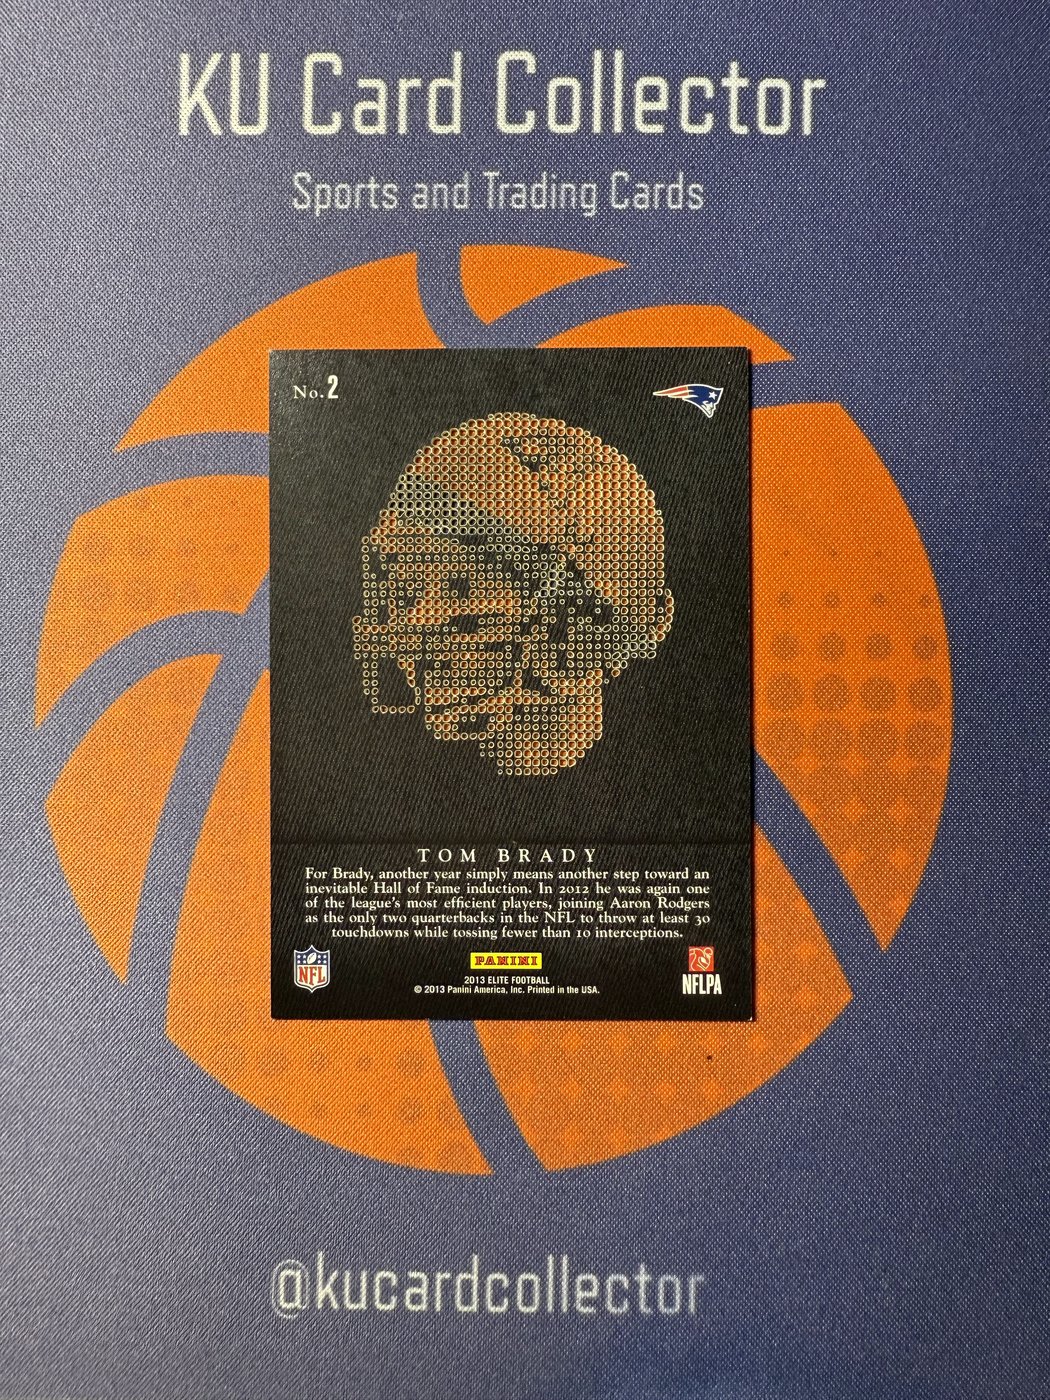 KU Card Collector
Sports and Trading Cards
No.2
TOM BRADY
For Brady, another year simply means another step toward an
inevitable Hall of Fame induction. In 2012 he was again one
of the league's most efficient players, joining Aaron Rodgers
as the only two quarterbacks in the NFL to throw at least 30
touchdowns while tossing fewer than 10 interceptions.
NFL
PANINI
NFLPA
2013 ELITE FOOTBALL
© 2013 Panini America, Inc. Printed in the USA.
@kucardcollector